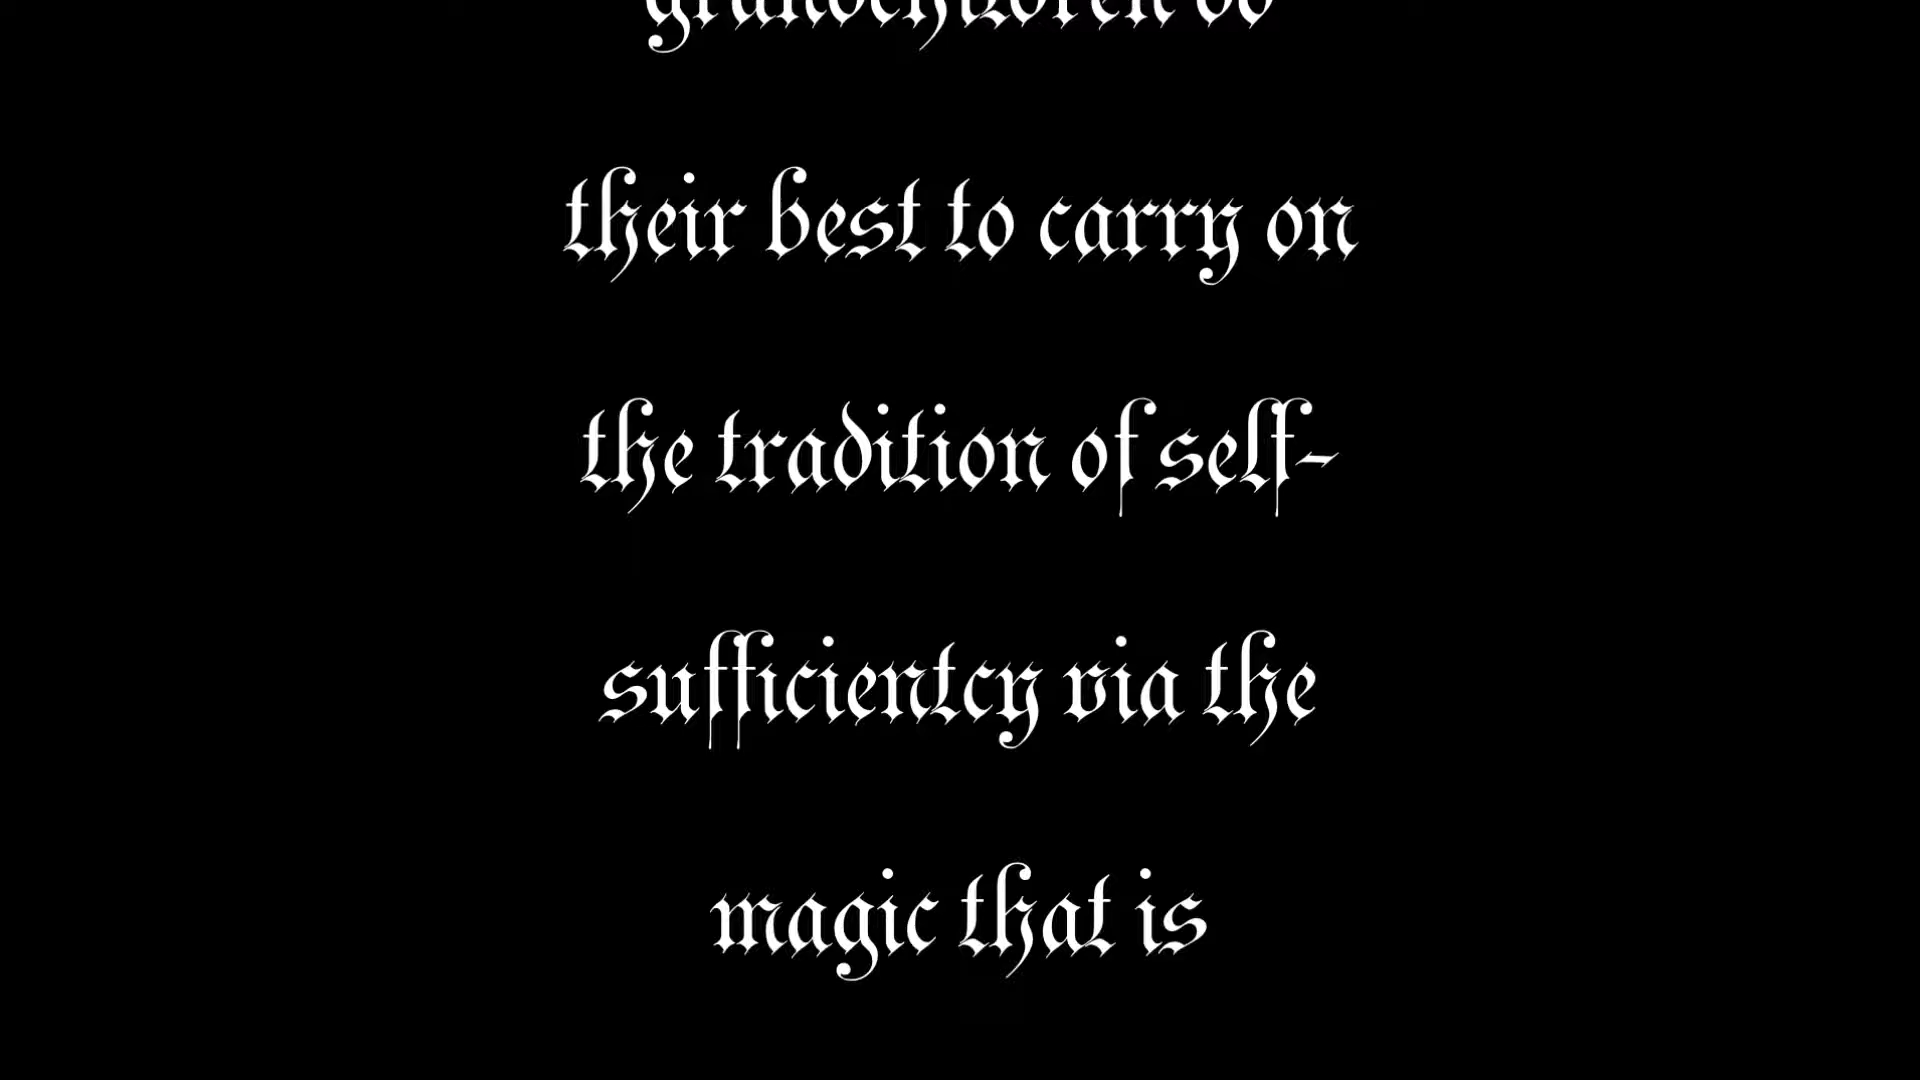 grandchildren do
their best to carry on
the tradition of self-
sufficientcy via the
magic that is